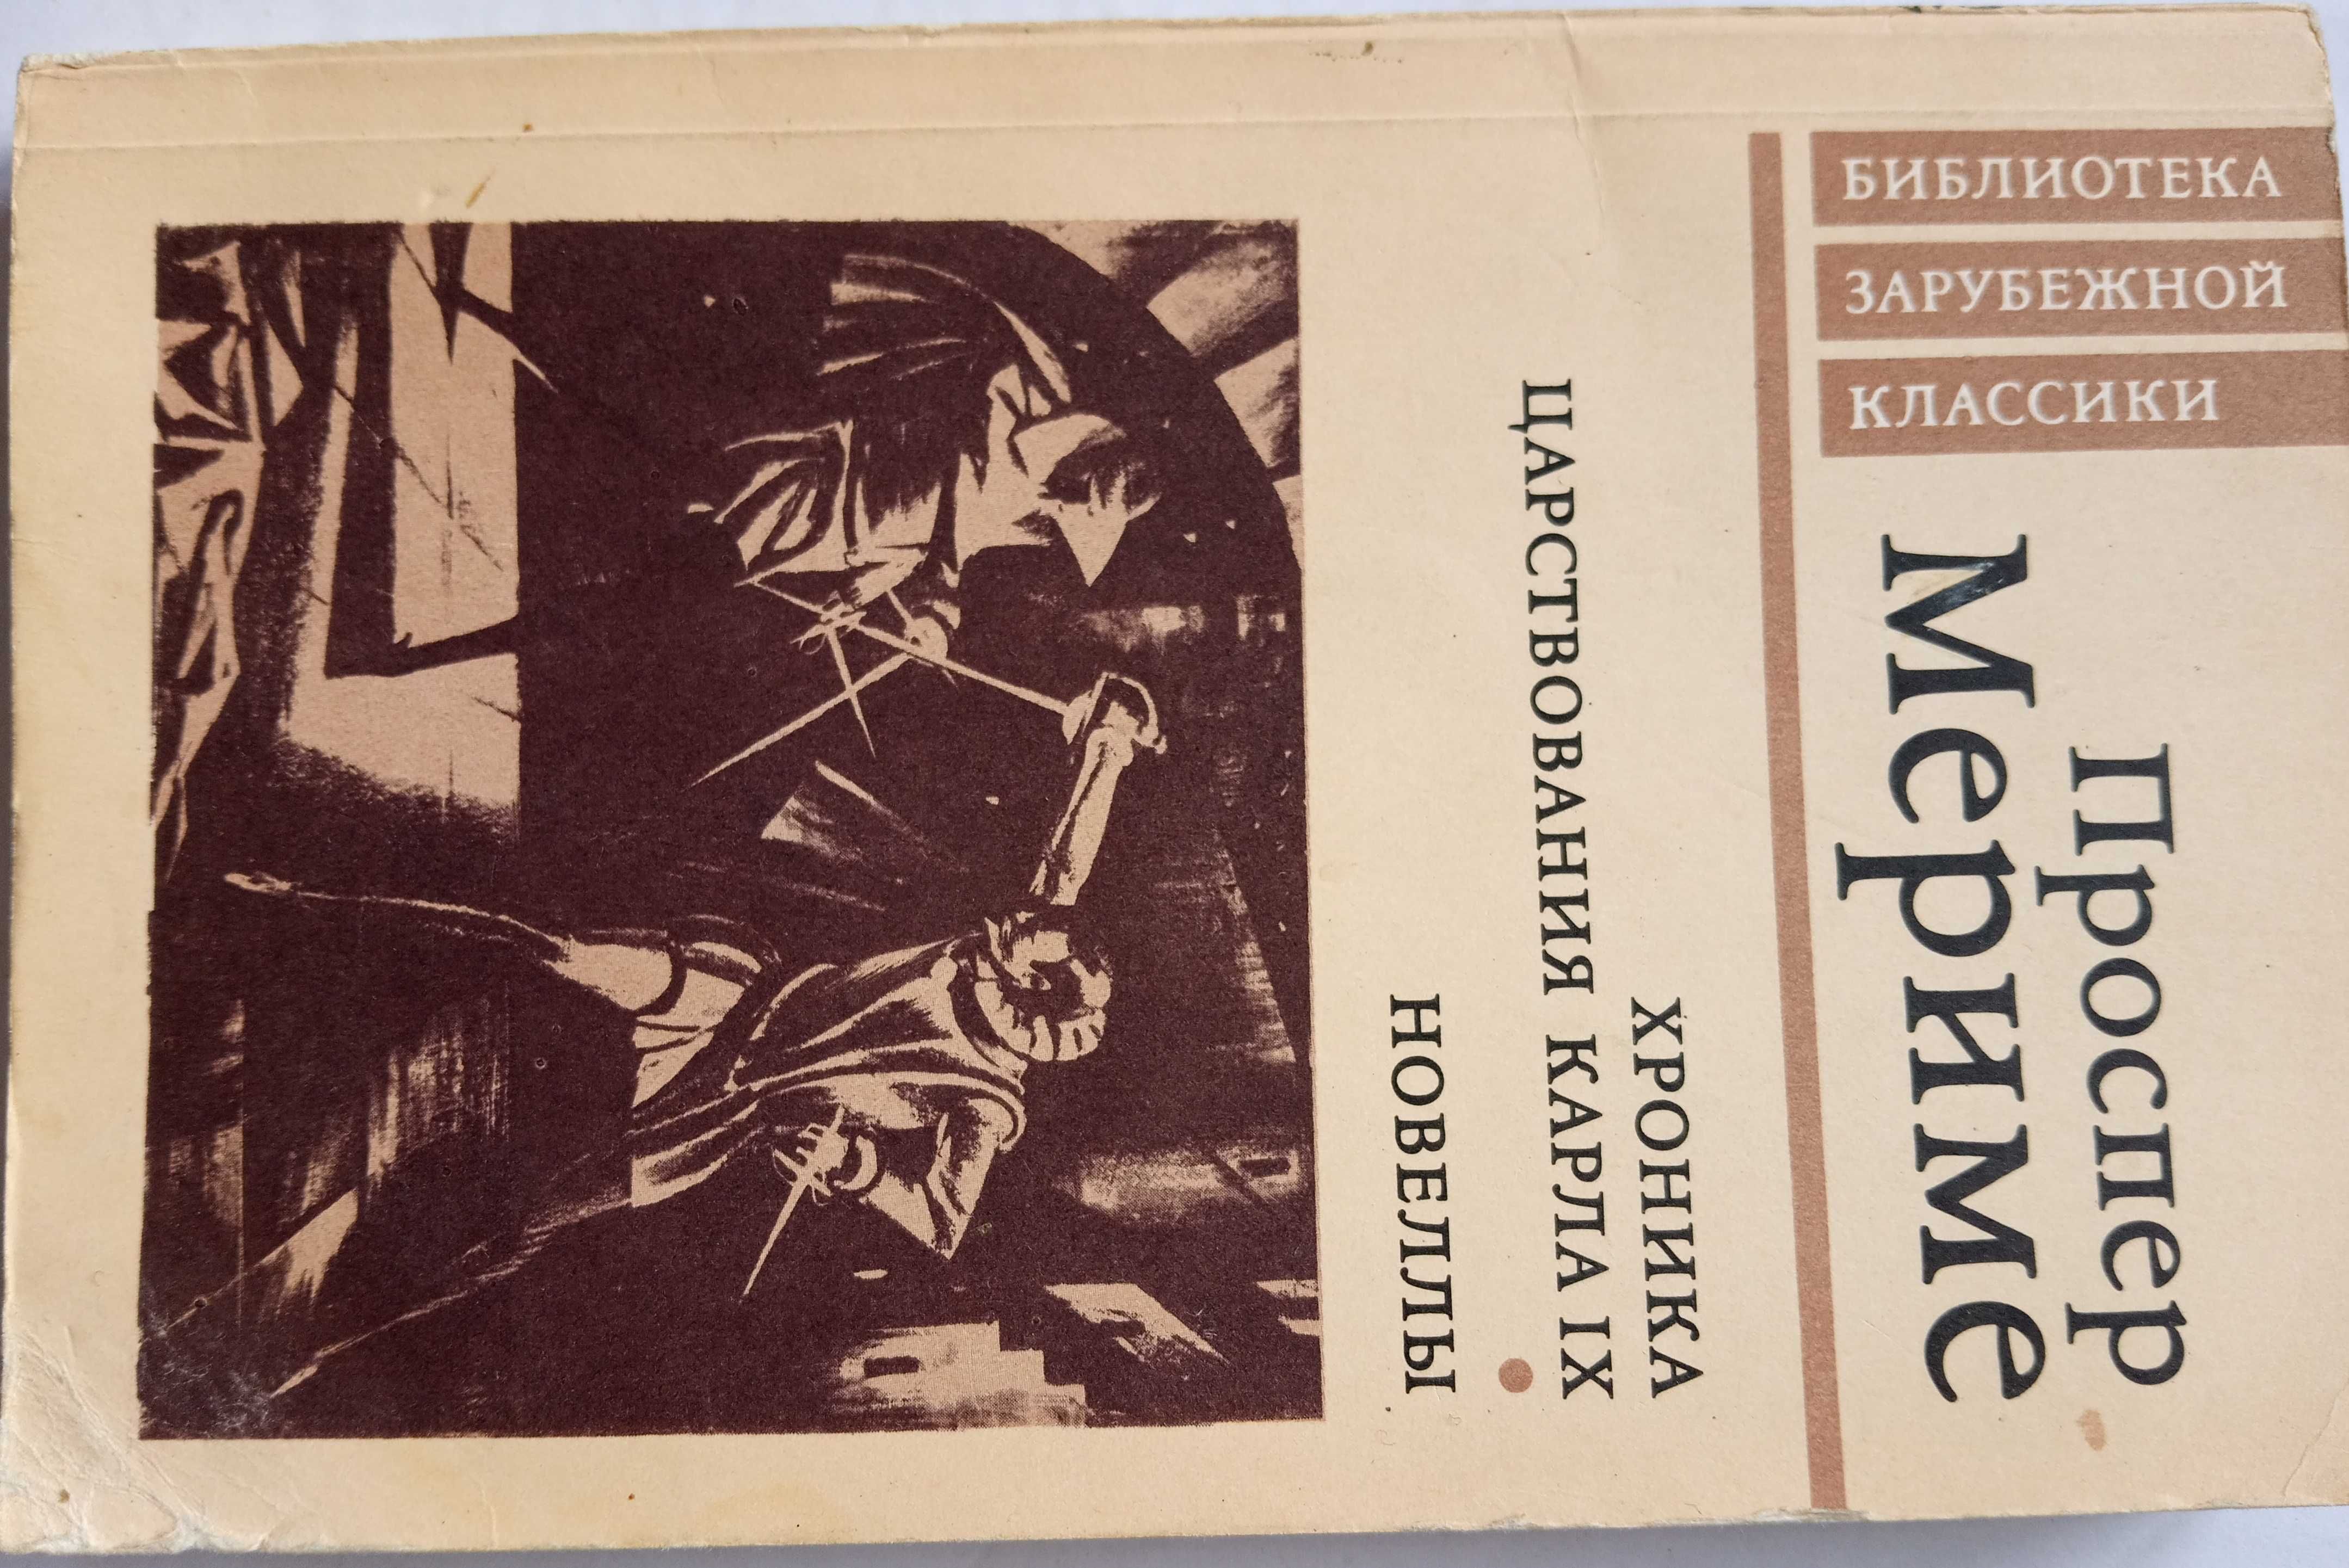 БИБЛИОТЕКА
ЗАРУБЕЖНОЙ
КЛАССИКИ
Проспер
Мериме
ХРОНИКА
ЦАРСТВОВАНИЯ КАРЛА IX
НОВЕЛЛЫ